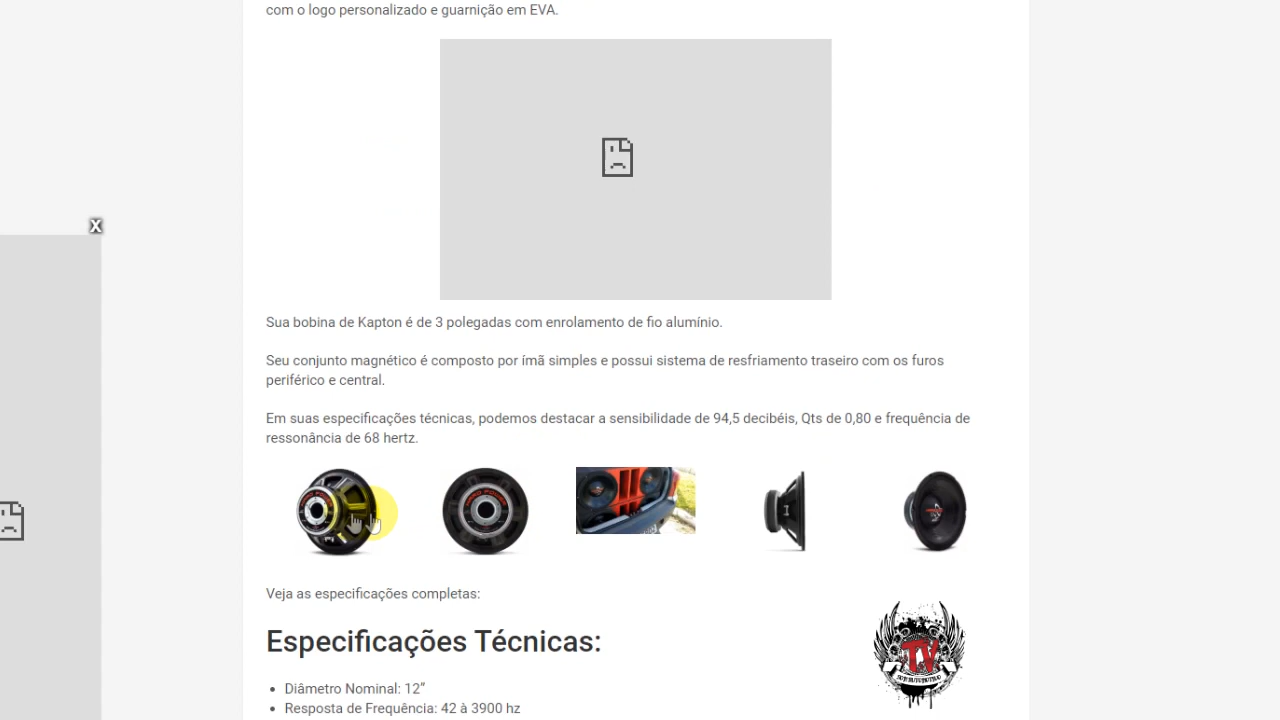 com o logo personalizado e guarnição em EVA.
X
Sua bobina de Kapton é de 3 polegadas com enrolamento de fio alumínio.
Seu conjunto magnético é composto por ímã simples e possui sistema de resfriamento traseiro com os furos
periférico e central.
Em suas especificações técnicas, podemos destacar a sensibilidade de 94,5 decibéis, Qts de 0,80 e frequência de
ressonância de 68 hertz.
Veja as especificações completas:
Especificações Técnicas:
TV
SOM AUTOMOTIVO
• Diâmetro Nominal: 12”
• Resposta de Frequência: 42 à 3900 hz